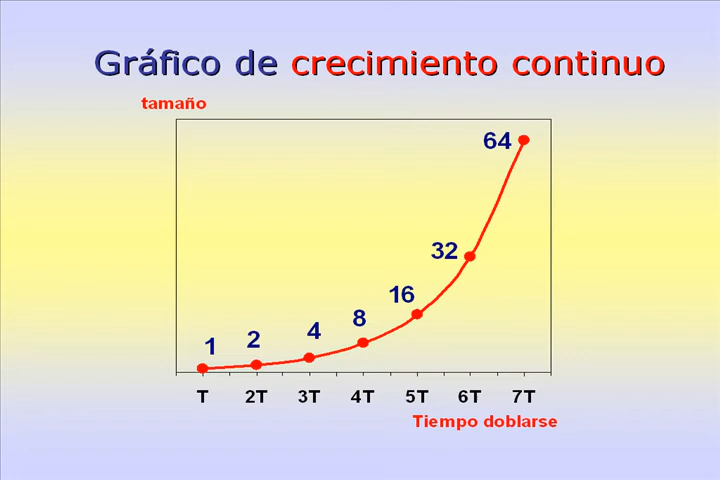 Gráfico de crecimiento continuo
tamaño
64
32
16
8
4
2
1
T 2T 3T 4T 5T 6T 7T
Tiempo doblarse